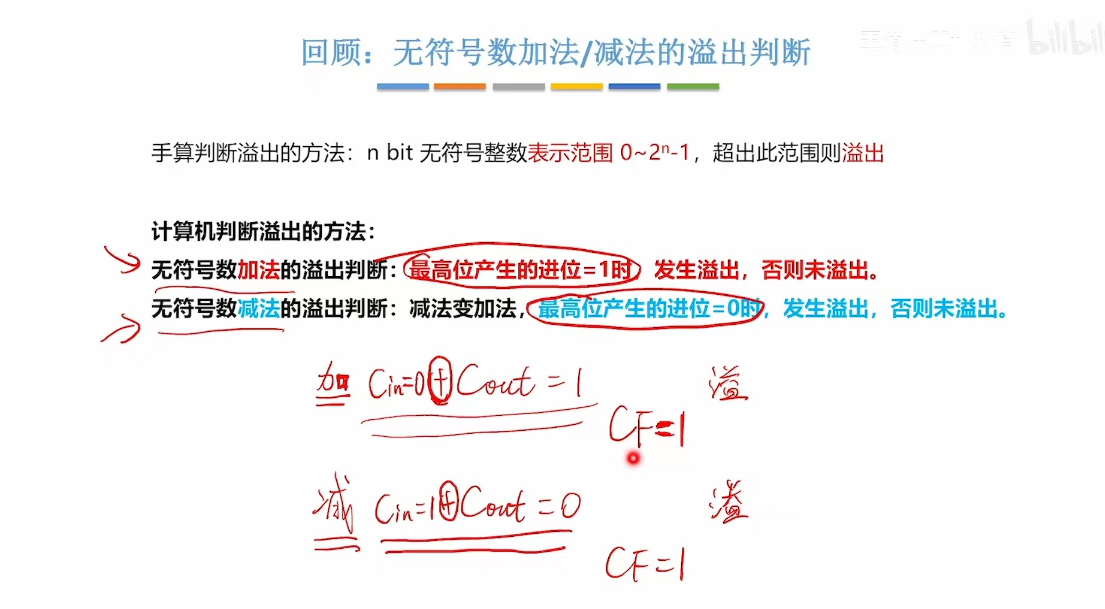 回顾：无符号数加法/减法的溢出判断
bilibili
手算判断溢出的方法：n bit 无符号整数表示范围 0~2ⁿ-1，超出此范围则溢出
计算机判断溢出的方法：
无符号数加法的溢出判断：最高位产生的进位=1时，发生溢出，否则未溢出。
无符号数减法的溢出判断：减法变加法，最高位产生的进位=0时，发生溢出，否则未溢出。
加 Cin=0⊕Cout=1 溢
CF=1
减 Cin=1⊕Cout=0 溢
CF=1